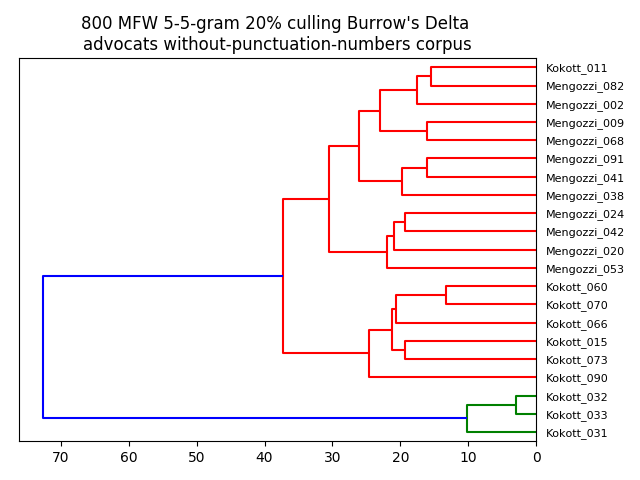 800 MFW 5-5-gram 20% culling Burrow's Delta
advocats without-punctuation-numbers corpus
Kokott_011
Mengozzi_082
Mengozzi_002
Mengozzi_009
Mengozzi_068
Mengozzi_091
Mengozzi_041
Mengozzi_038
Mengozzi_024
Mengozzi_042
Mengozzi_020
Mengozzi_053
Kokott_060
Kokott_070
Kokott_066
Kokott_015
Kokott_073
Kokott_090
Kokott_032
Kokott_033
Kokott_031
70 60 50 40 30 20 10 0